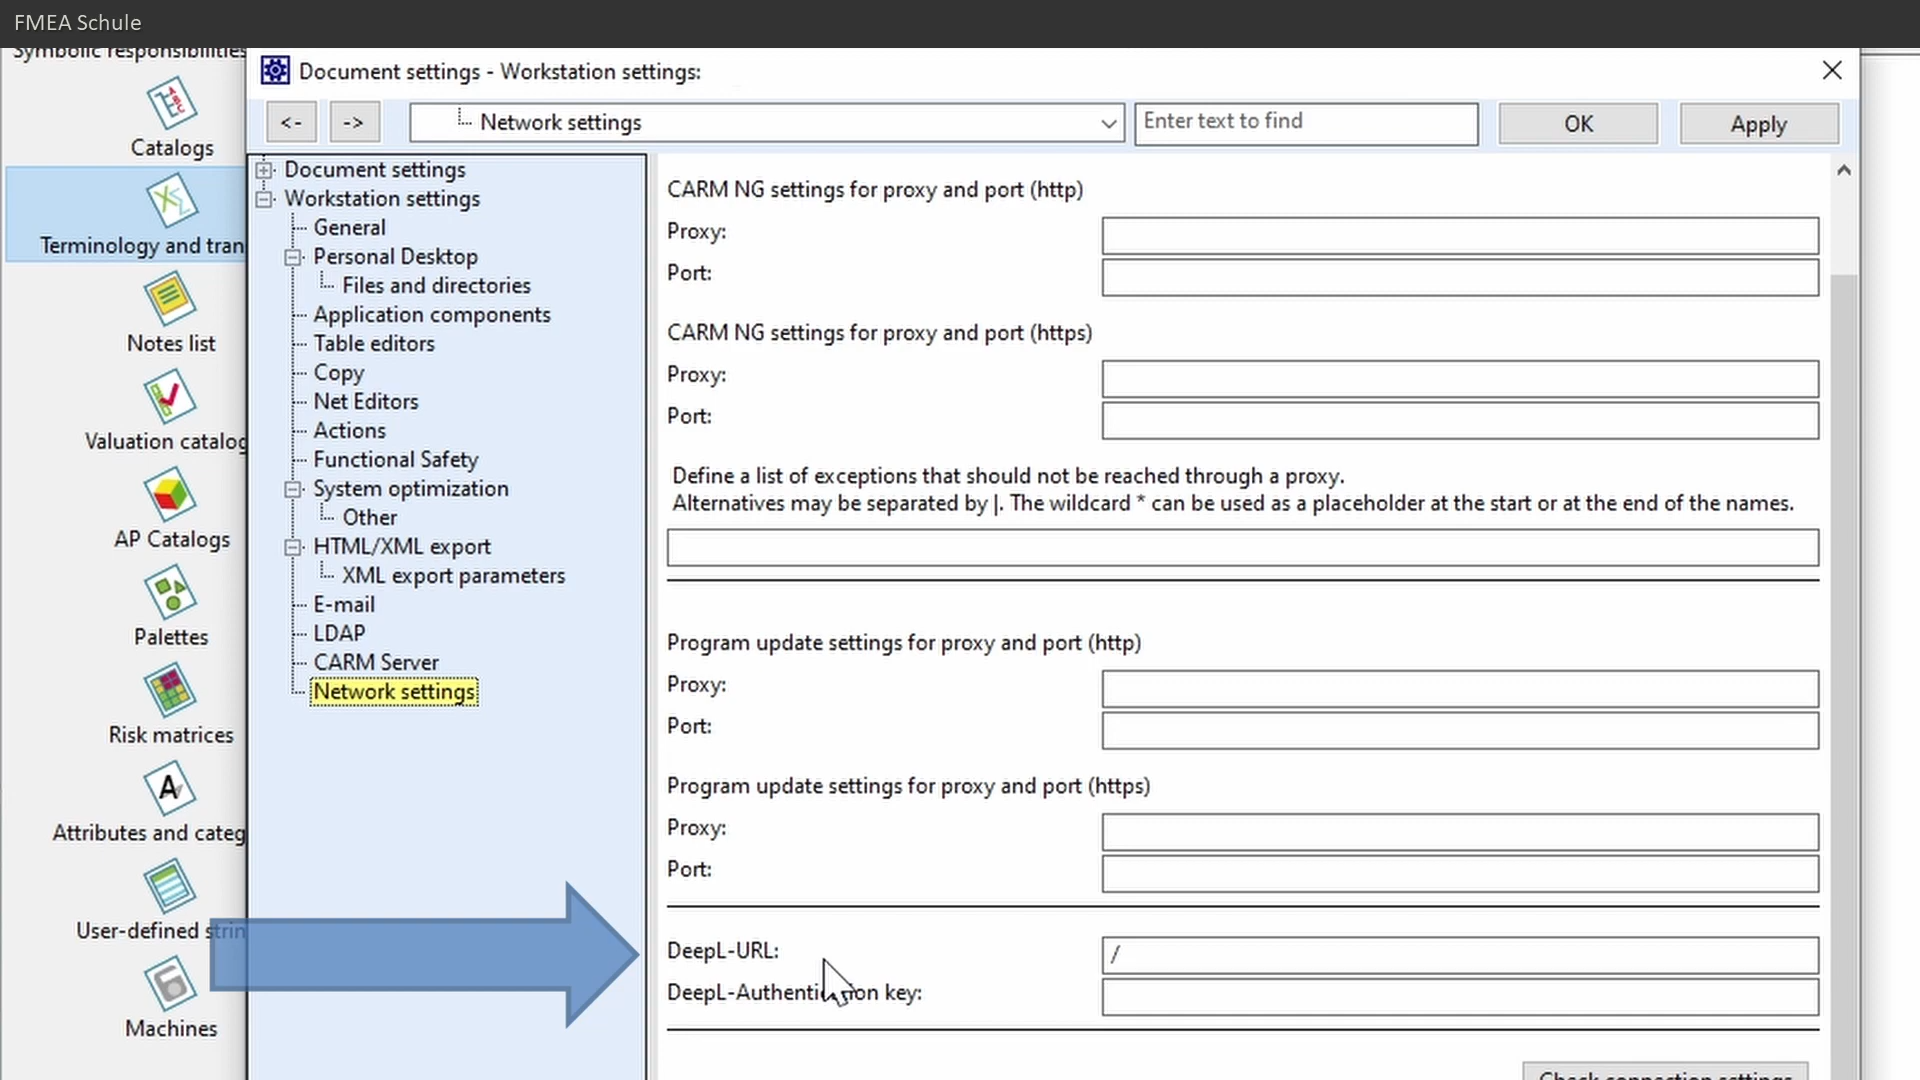 FMEA Schule
Symbolic responsibilities
Document settings - Workstation settings:
<-
->
Network settings
Enter text to find
OK
Apply
Catalogs
Terminology and tran
Notes list
Valuation catalog
AP Catalogs
Palettes
Risk matrices
Attributes and categ
User-defined strin
Machines
Document settings
Workstation settings
General
Personal Desktop
Files and directories
Application components
Table editors
Copy
Net Editors
Actions
Functional Safety
System optimization
Other
HTML/XML export
XML export parameters
E-mail
LDAP
CARM Server
Network settings
CARM NG settings for proxy and port (http)
Proxy:
Port:
CARM NG settings for proxy and port (https)
Proxy:
Port:
Define a list of exceptions that should not be reached through a proxy.
Alternatives may be separated by |. The wildcard * can be used as a placeholder at the start or at the end of the names.
Program update settings for proxy and port (http)
Proxy:
Port:
Program update settings for proxy and port (https)
Proxy:
Port:
DeepL-URL:
/
DeepL-Authentication key:
Check connection settings